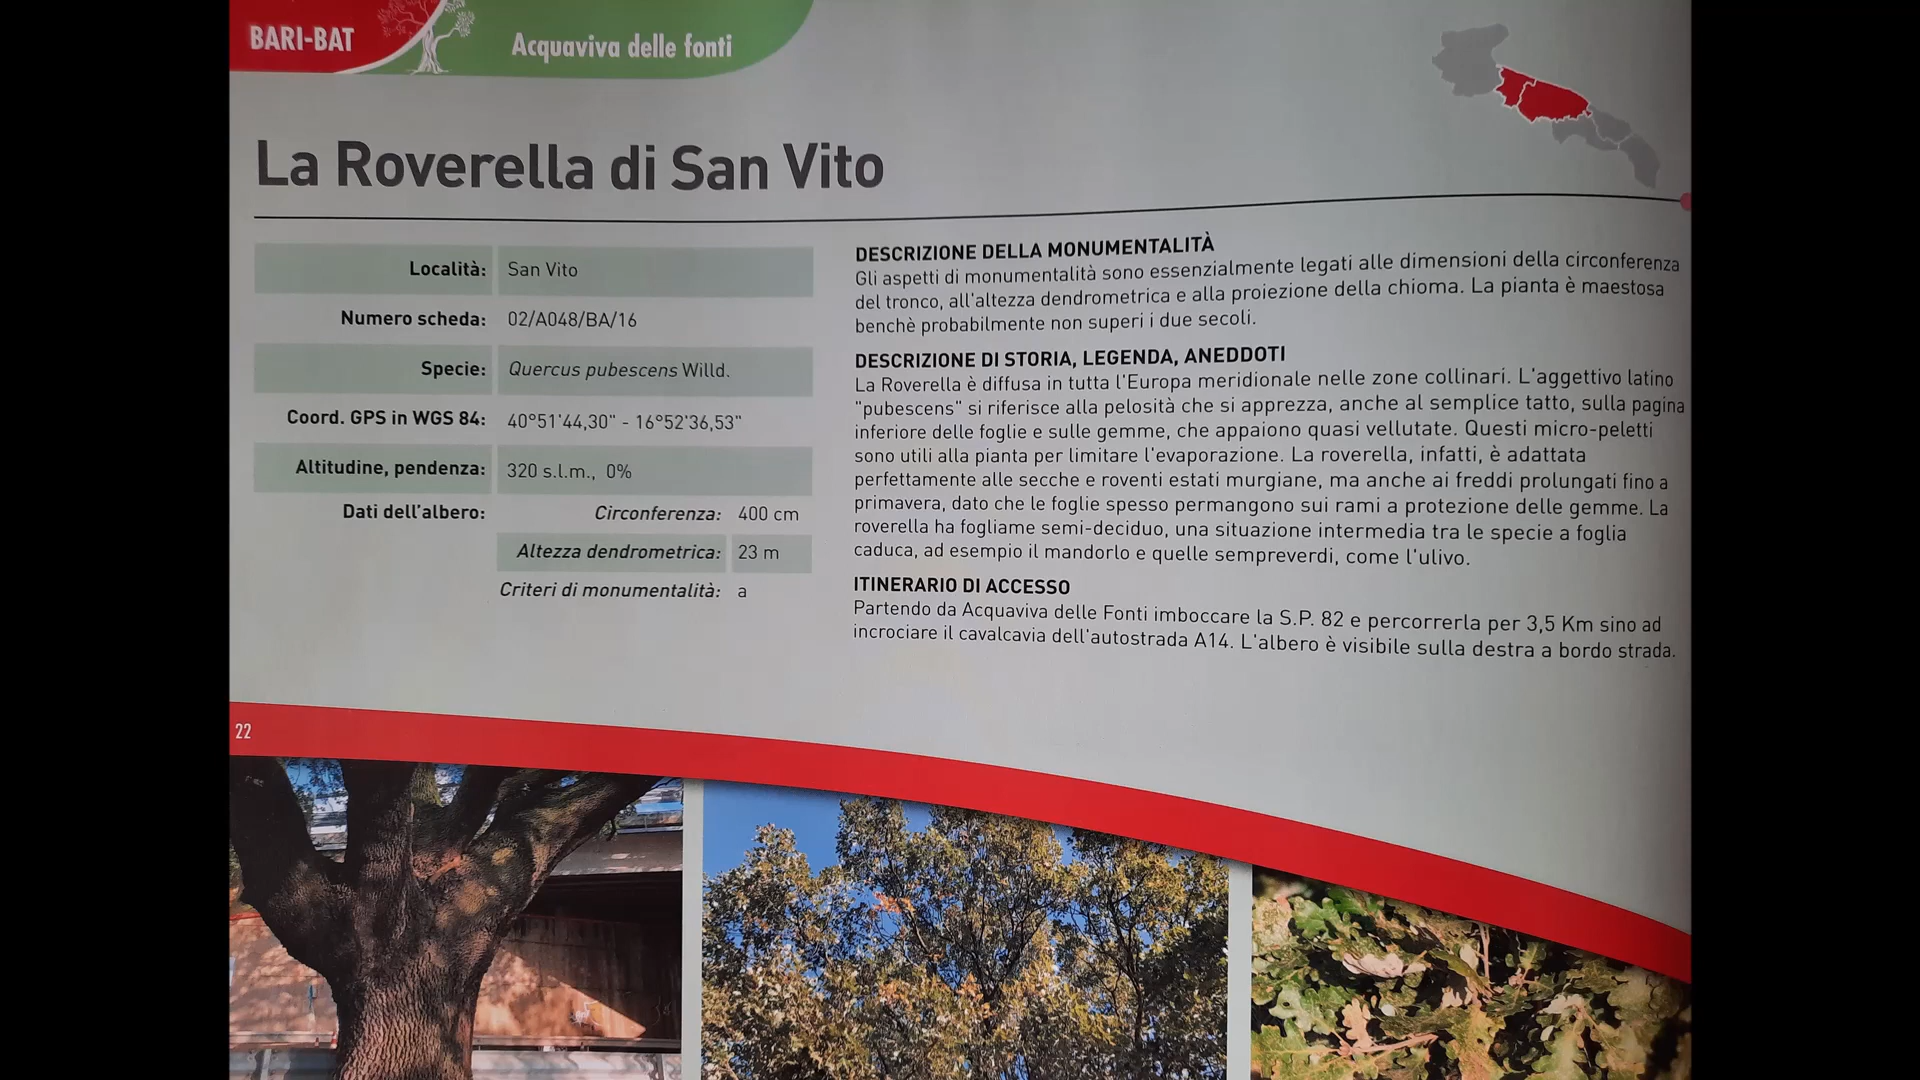 BARI-BAT
Acquaviva delle fonti
La Roverella di San Vito
Località: San Vito
Numero scheda: 02/A048/BA/16
Specie: Quercus pubescens Willd.
Coord. GPS in WGS 84: 40°51'44,30" - 16°52'36,53"
Altitudine, pendenza: 320 s.l.m., 0%
Dati dell'albero: Circonferenza: 400 cm
Altezza dendrometrica: 23 m
Criteri di monumentalità: a
DESCRIZIONE DELLA MONUMENTALITÀ
Gli aspetti di monumentalità sono essenzialmente legati alle dimensioni della circonferenza
del tronco, all'altezza dendrometrica e alla proiezione della chioma. La pianta è maestosa
benchè probabilmente non superi i due secoli.
DESCRIZIONE DI STORIA, LEGENDA, ANEDDOTI
La Roverella è diffusa in tutta l'Europa meridionale nelle zone collinari. L'aggettivo latino
"pubescens" si riferisce alla pelosità che si apprezza, anche al semplice tatto, sulla pagina
inferiore delle foglie e sulle gemme, che appaiono quasi vellutate. Questi micro-peletti
sono utili alla pianta per limitare l'evaporazione. La roverella, infatti, è adattata
perfettamente alle secche e roventi estati murgiane, ma anche ai freddi prolungati fino a
primavera, dato che le foglie spesso permangono sui rami a protezione delle gemme. La
roverella ha fogliame semi-deciduo, una situazione intermedia tra le specie a foglia
caduca, ad esempio il mandorlo e quelle sempreverdi, come l'ulivo.
ITINERARIO DI ACCESSO
Partendo da Acquaviva delle Fonti imboccare la S.P. 82 e percorrerla per 3,5 Km sino ad
incrociare il cavalcavia dell'autostrada A14. L'albero è visibile sulla destra a bordo strada.
22